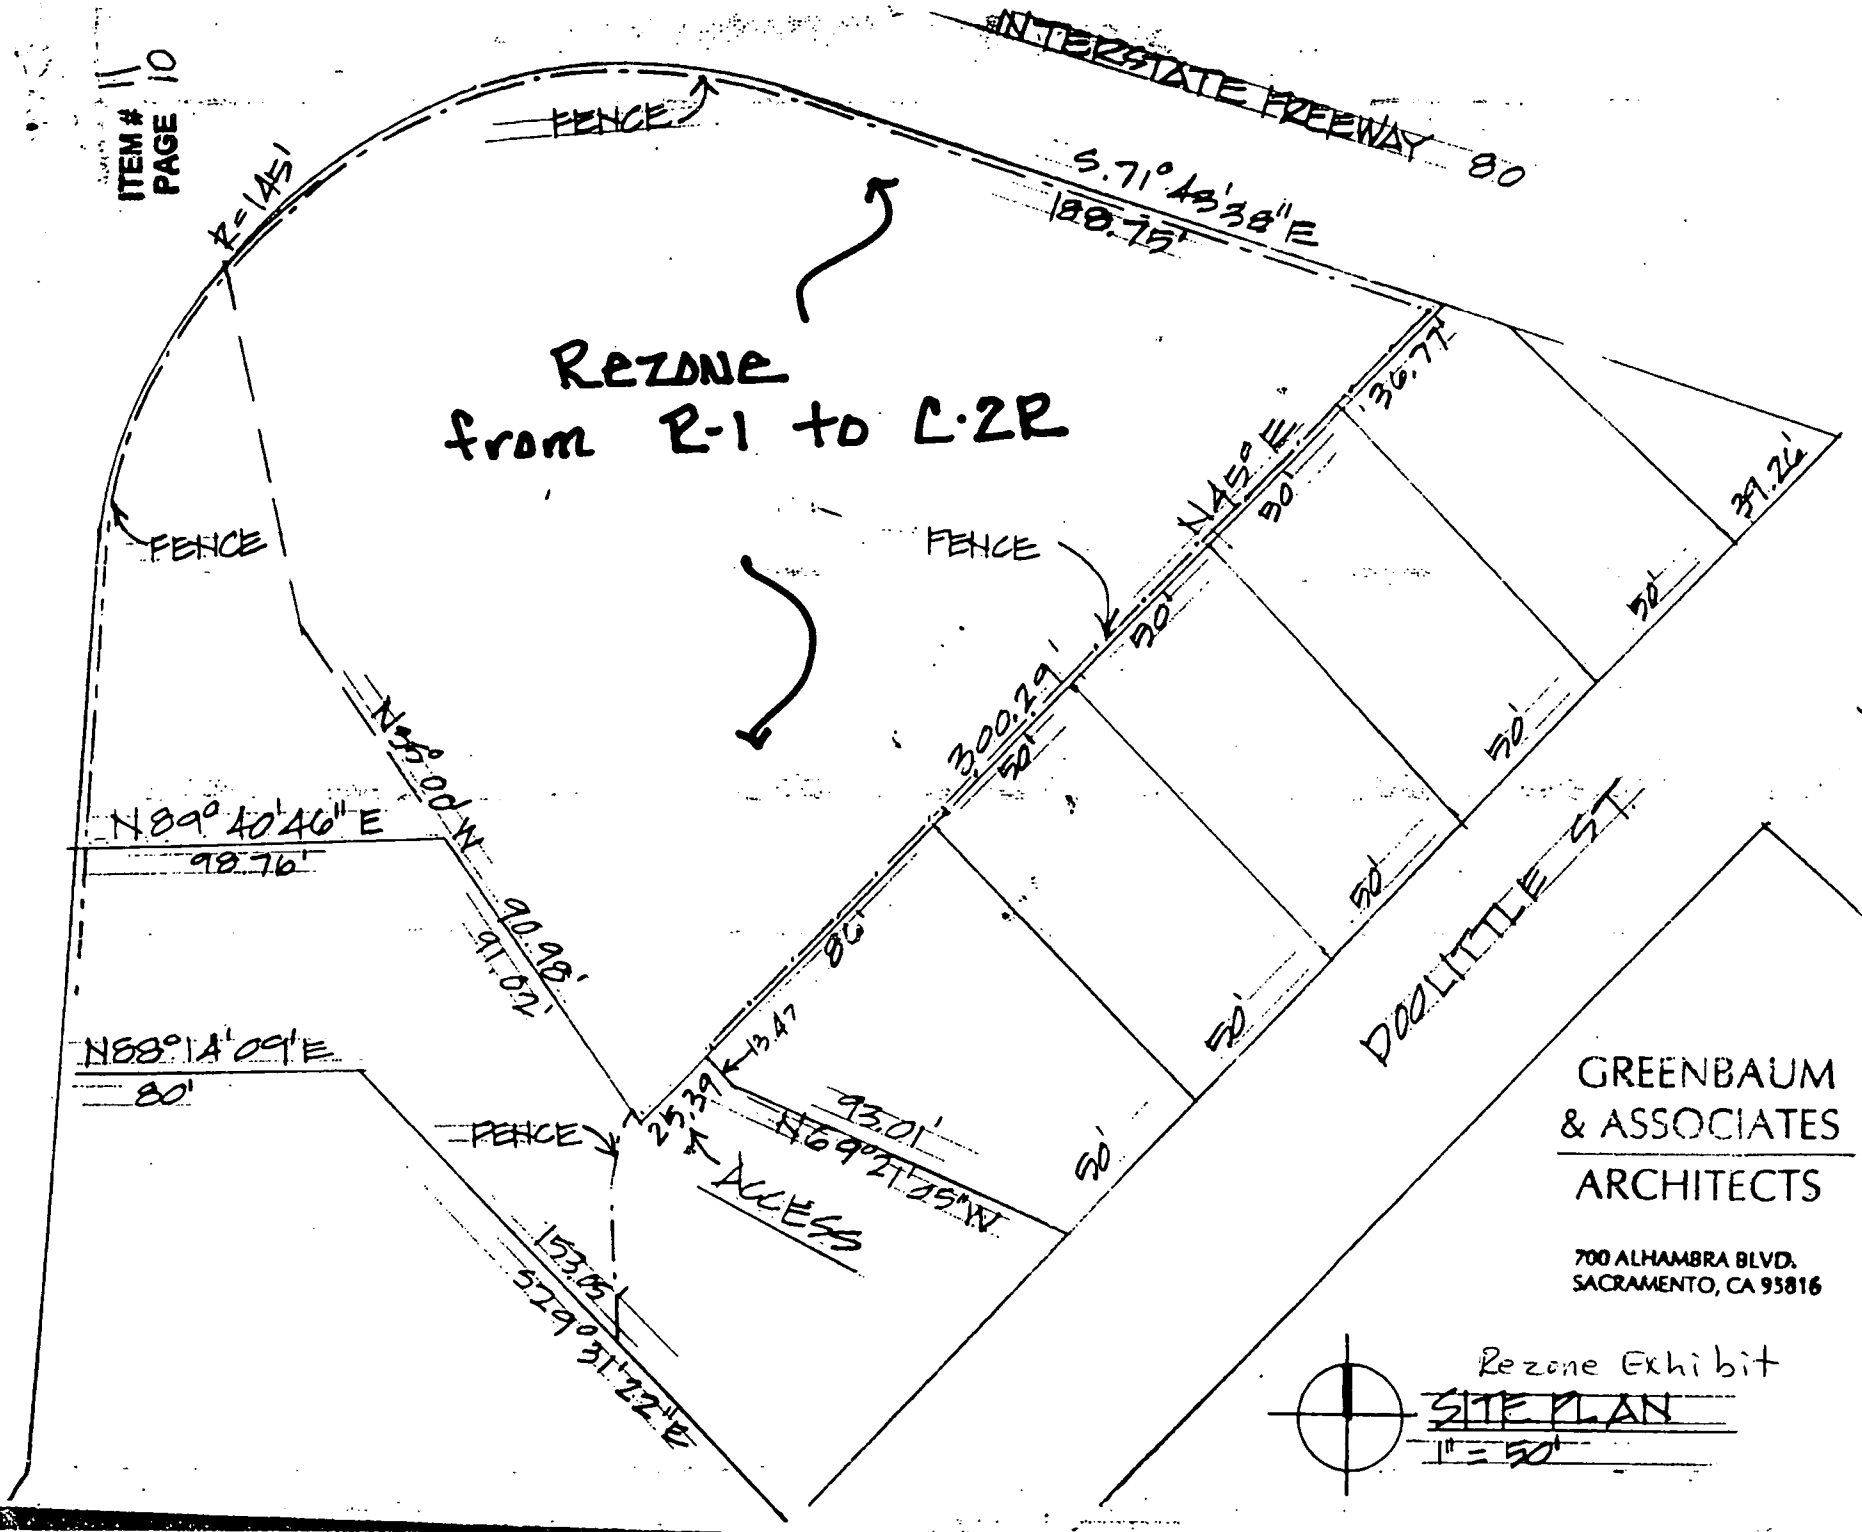 ITEM # 11
PAGE 10
INTERSTATE FREEWAY 80
FENCE
R=145'
S.71°48'38"E
188.75'
Rezone
from R-1 to C-2R
36.77'
N45°E
50'
39.26'
FENCE
FENCE
50'
50'
300.29'
50'
50'
N35°00'W
N89°40'46"E
98.76'
50'
DOOLITTLE ST
90.98'
91.02'
86'
50'
13.47
N88°14'09"E
80'
25.39
93.01'
N69°21'05"W
50'
FENCE
ACCESS
50'
153.05'
S29°31'22"E
GREENBAUM
& ASSOCIATES
ARCHITECTS
700 ALHAMBRA BLVD.
SACRAMENTO, CA 95816
Rezone Exhibit
SITE PLAN
1" = 50'